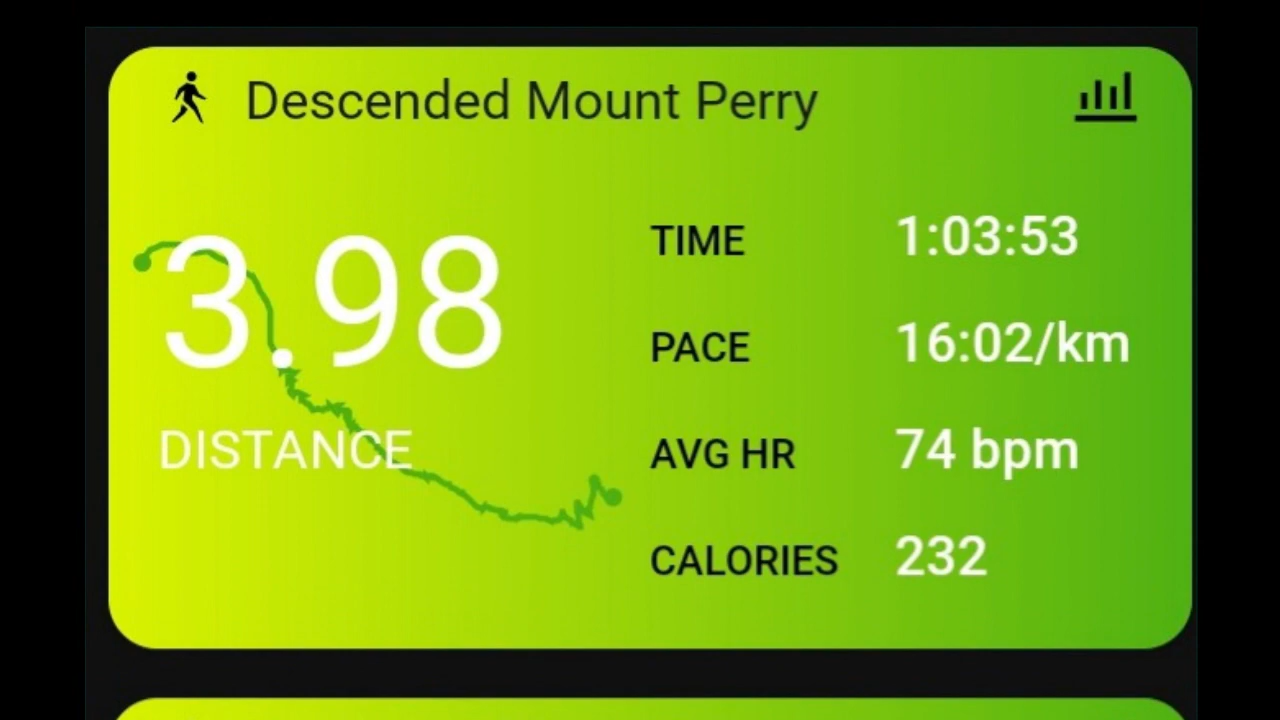 Descended Mount Perry
3.98
DISTANCE
TIME 1:03:53
PACE 16:02/km
AVG HR 74 bpm
CALORIES 232